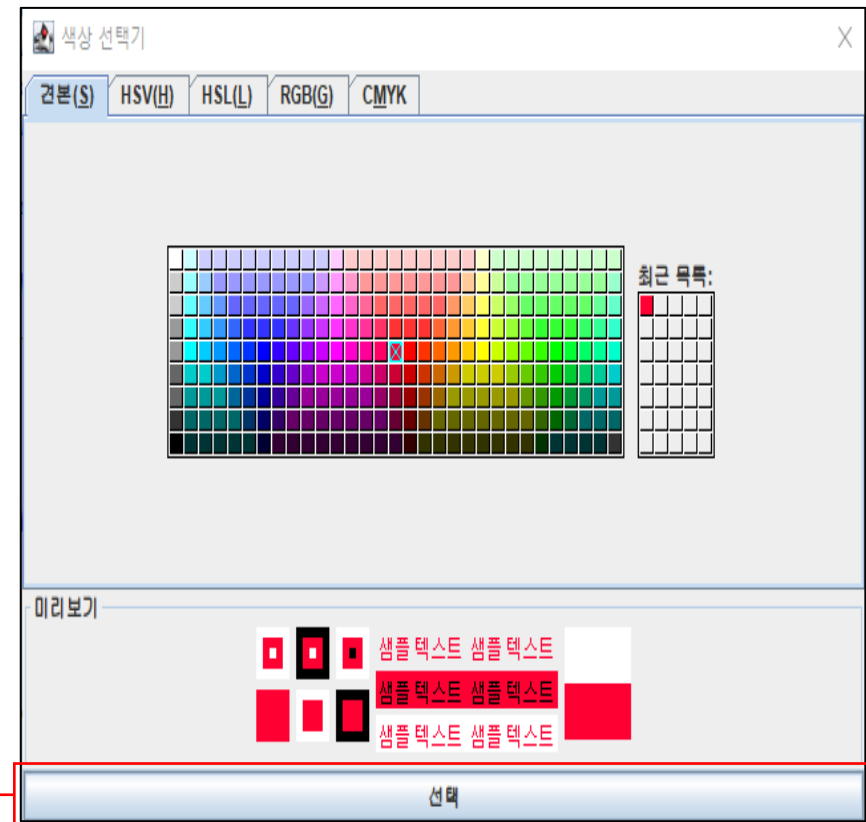 색상 선택기
견본(S) HSV(H) HSL(L) RGB(G) CMYK
최근 목록:
미리보기
샘플 텍스트 샘플 텍스트
샘플 텍스트 샘플 텍스트
샘플 텍스트 샘플 텍스트
선택